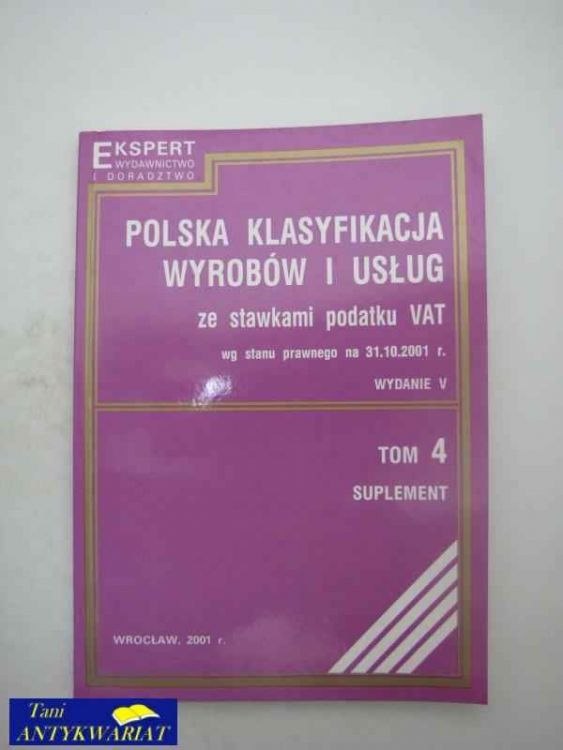 EKSPERT
WYDAWNICTWO
I DORADZTWO
POLSKA KLASYFIKACJA
WYROBÓW I USŁUG
ze stawkami podatku VAT
wg stanu prawnego na 31.10.2001 r.
WYDANIE V
TOM 4
SUPLEMENT
WROCŁAW, 2001 r.
Tani
ANTYKWARIAT